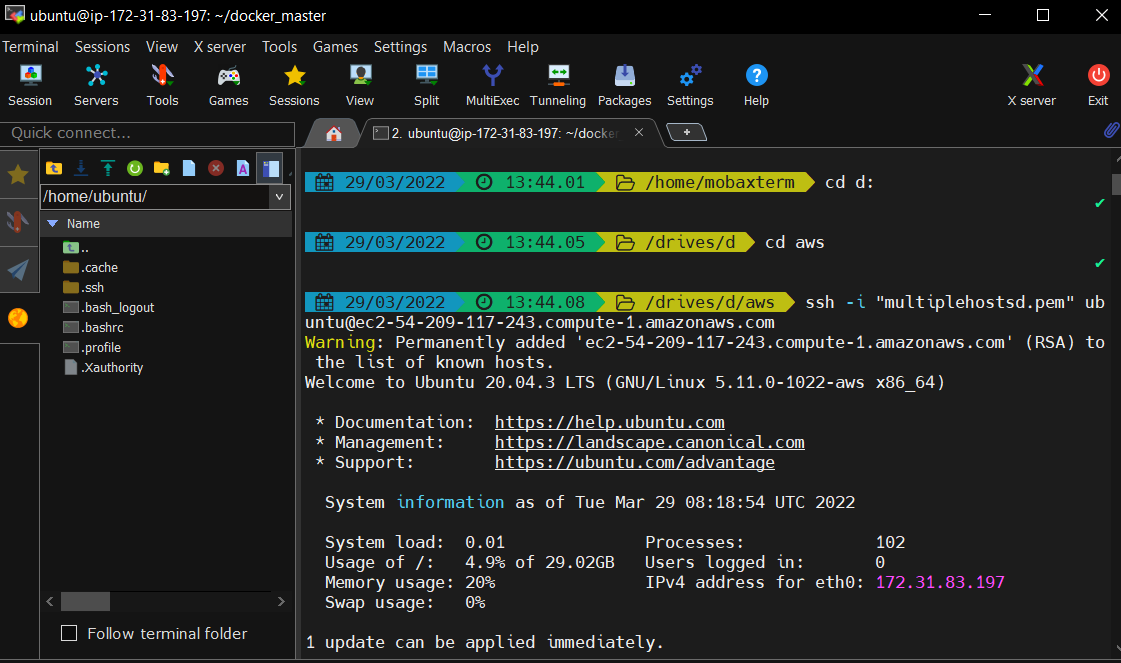 ubuntu@ip-172-31-83-197: ~/docker_master
Terminal Sessions View X server Tools Games Settings Macros Help
Session Servers Tools Games Sessions View Split MultiExec Tunneling Packages Settings Help X server Exit
Quick connect...
2. ubuntu@ip-172-31-83-197: ~/docker
/home/ubuntu/
Name
..
.cache
.ssh
.bash_logout
.bashrc
.profile
.Xauthority
Follow terminal folder
29/03/2022 13:44.01 /home/mobaxterm cd d:
✔
29/03/2022 13:44.05 /drives/d cd aws
✔
29/03/2022 13:44.08 /drives/d/aws ssh -i "multiplehostsd.pem" ub
untu@ec2-54-209-117-243.compute-1.amazonaws.com
Warning: Permanently added 'ec2-54-209-117-243.compute-1.amazonaws.com' (RSA) to
the list of known hosts.
Welcome to Ubuntu 20.04.3 LTS (GNU/Linux 5.11.0-1022-aws x86_64)
* Documentation: https://help.ubuntu.com
* Management: https://landscape.canonical.com
* Support: https://ubuntu.com/advantage
System information as of Tue Mar 29 08:18:54 UTC 2022
System load: 0.01 Processes: 102
Usage of /: 4.9% of 29.02GB Users logged in: 0
Memory usage: 20% IPv4 address for eth0: 172.31.83.197
Swap usage: 0%
1 update can be applied immediately.